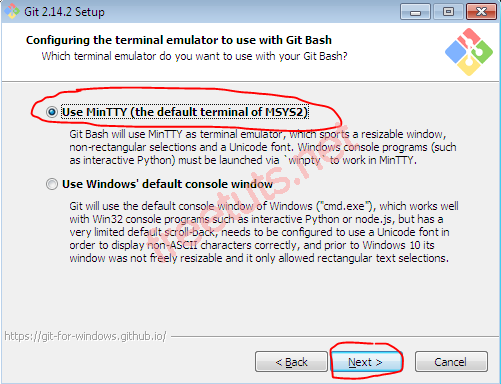 Git 2.14.2 Setup
Configuring the terminal emulator to use with Git Bash
Which terminal emulator do you want to use with your Git Bash?
Use MinTTY (the default terminal of MSYS2)
Git Bash will use MinTTY as terminal emulator, which sports a resizable window,
non-rectangular selections and a Unicode font. Windows console programs (such
as interactive Python) must be launched via `winpty` to work in MinTTY.
Use Windows' default console window
Git will use the default console window of Windows ("cmd.exe"), which works well
with Win32 console programs such as interactive Python or node.js, but has a
very limited default scroll-back, needs to be configured to use a Unicode font in
order to display non-ASCII characters correctly, and prior to Windows 10 its
window was not freely resizable and it only allowed rectangular text selections.
freetuts.net
https://git-for-windows.github.io/
< Back
Next >
Cancel